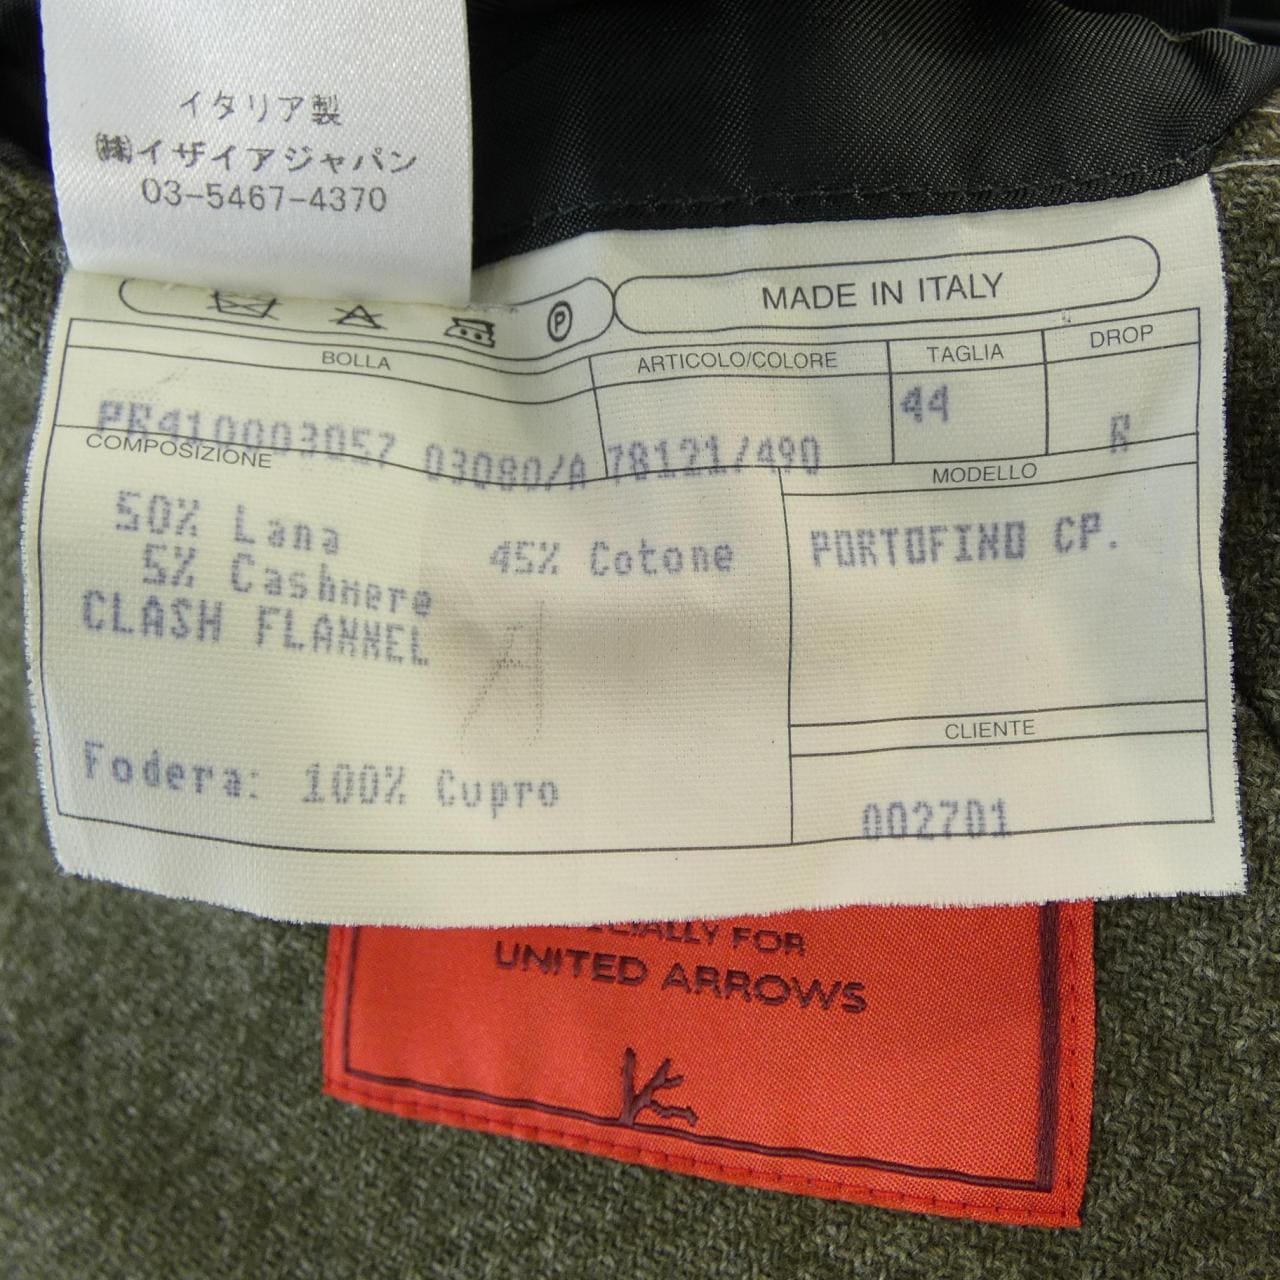 イタリア製
㈱イザイアジャパン
03-5467-4370
P
MADE IN ITALY
BOLLA
ARTICOLO/COLORE
TAGLIA
DROP
PR410003057 03080/A 78121/490
44
R
COMPOSIZIONE
MODELLO
50% Lana 45% Cotone
5% Cashmere
CLASH FLANNEL
PORTOFINO CP.
Fodera: 100% Cupro
CLIENTE
002701
FOR
UNITED ARROWS